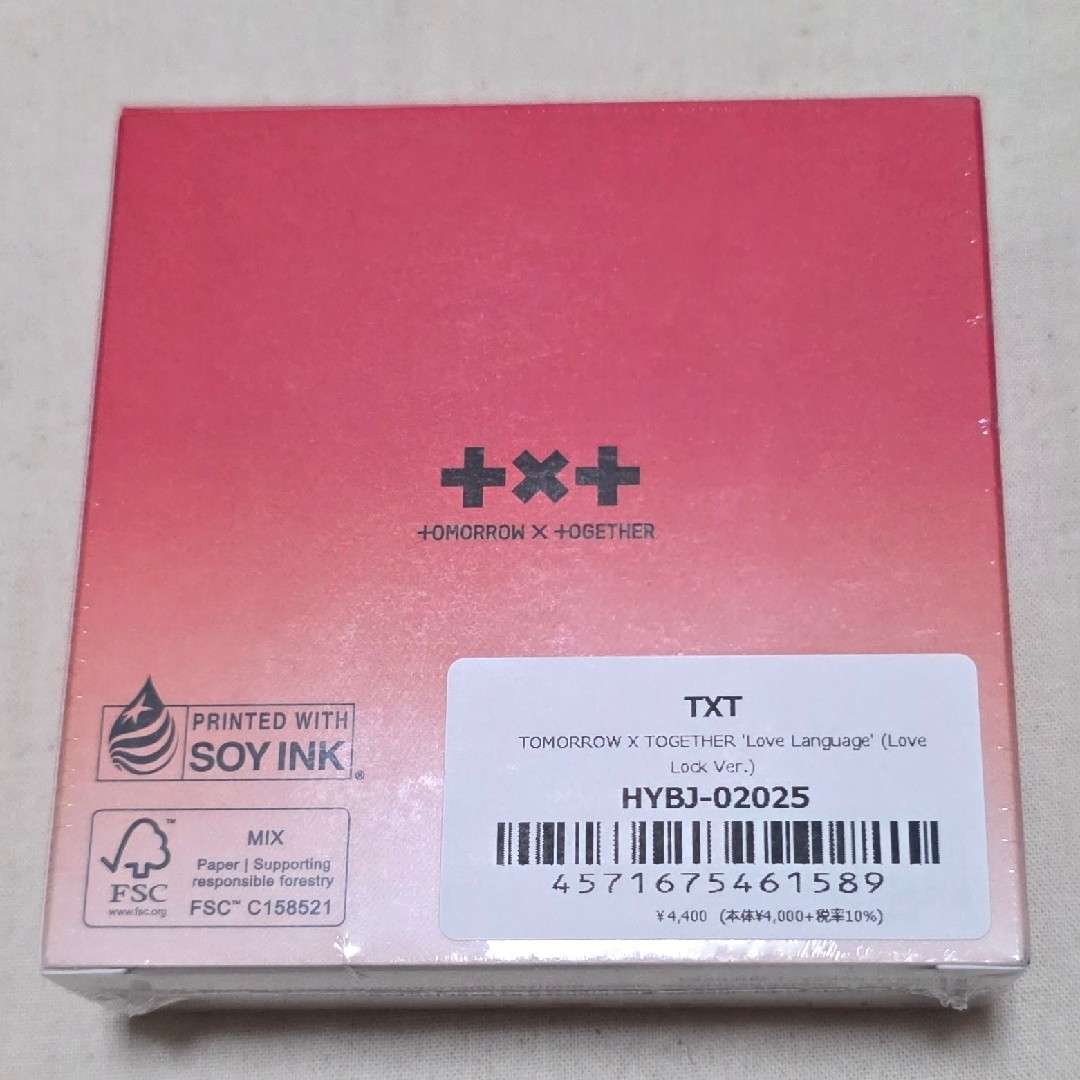 TXT
TOMORROW X TOGETHER
PRINTED WITH
SOY INK
®
FSC
www.fsc.org
™
MIX
Paper | Supporting
responsible forestry
FSC™ C158521
TXT
TOMORROW X TOGETHER 'Love Language' (Love
Lock Ver.)
HYBJ-02025
4571675461589
¥4,400 (本体¥4,000+税率10%)